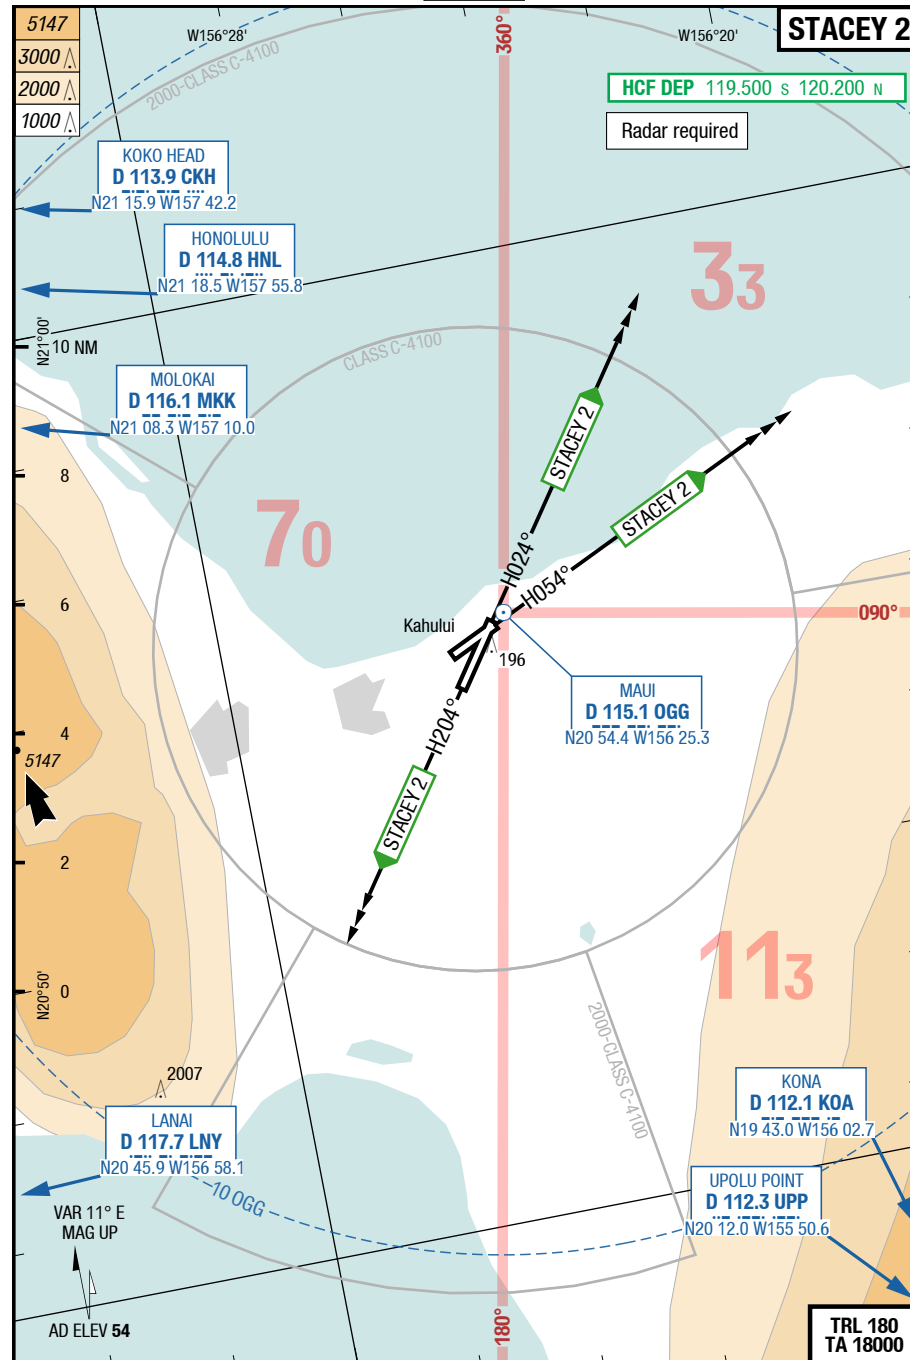 5147
3000
2000
1000
W156°28'
360°
W156°20'
STACEY 2
2000-CLASS C-4100
HCF DEP 119.500 S 120.200 N
Radar required
KOKO HEAD
D 113.9 CKH
N21 15.9 W157 42.2
HONOLULU
D 114.8 HNL
N21 18.5 W157 55.8
33
N21°00'
10 NM
CLASS C-4100
MOLOKAI
D 116.1 MKK
N21 08.3 W157 10.0
STACEY 2
STACEY 2
8
70
H024°
H054°
6
Kahului
090°
196
MAUI
D 115.1 OGG
N20 54.4 W156 25.3
H204°
4
5147
STACEY 2
2
113
N20°50'
0
2000-CLASS C-4100
2007
KONA
D 112.1 KOA
N19 43.0 W156 02.7
LANAI
D 117.7 LNY
N20 45.9 W156 58.1
10 OGG
UPOLU POINT
D 112.3 UPP
N20 12.0 W155 50.6
VAR 11° E
MAG UP
AD ELEV 54
180°
TRL 180
TA 18000